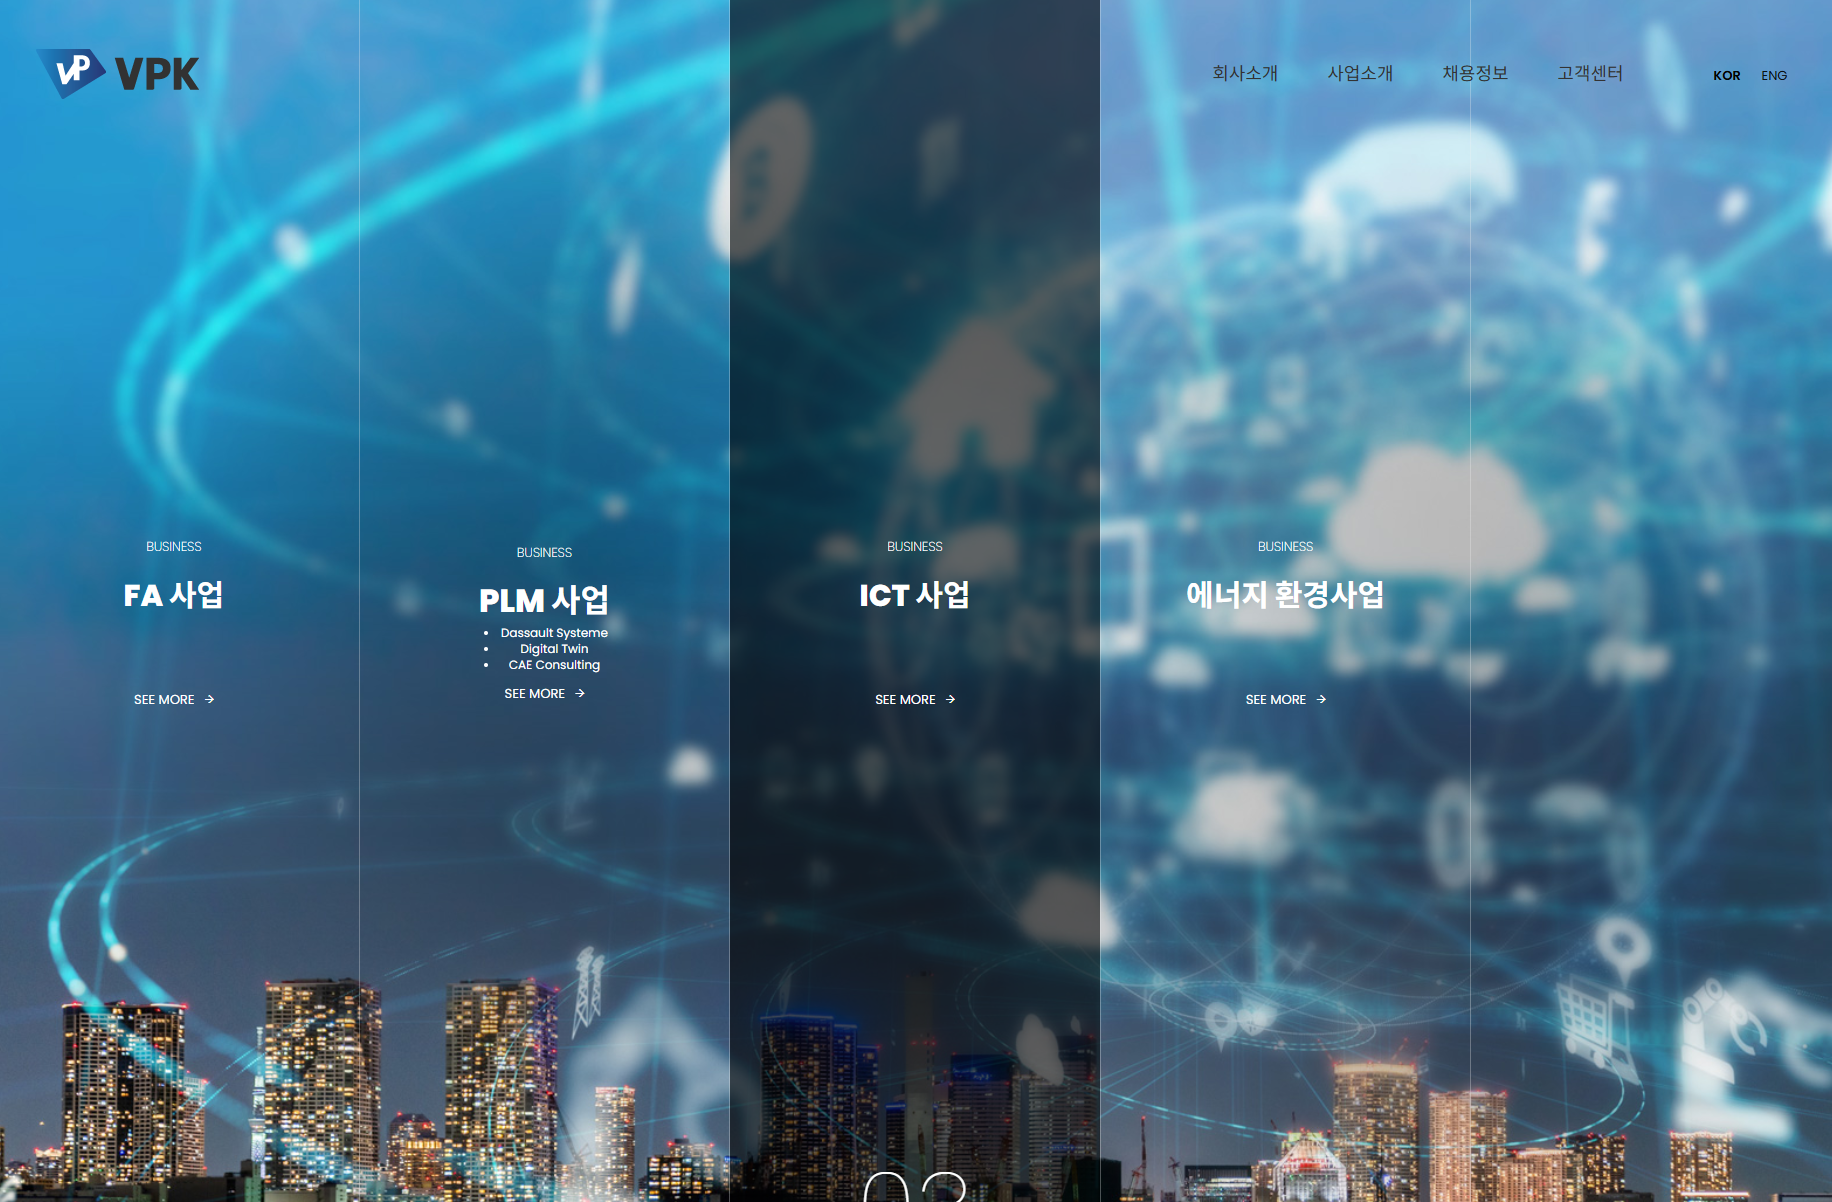 VP VPK
회사소개 사업소개 채용정보 고객센터 KOR ENG
BUSINESS
FA 사업
SEE MORE →
BUSINESS
PLM 사업
• Dassault Systeme
• Digital Twin
• CAE Consulting
SEE MORE →
BUSINESS
ICT 사업
SEE MORE →
BUSINESS
에너지 환경사업
SEE MORE →